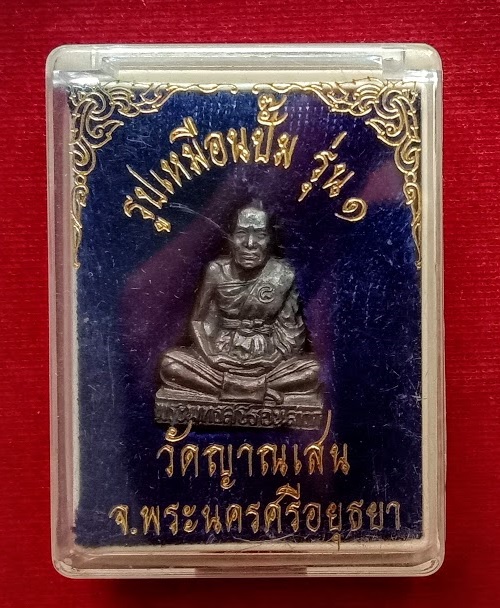 รูปเหมือนปั๊ม รุ่น ๑
วัดญาณเสน
จ.พระนครศรีอยุธยา